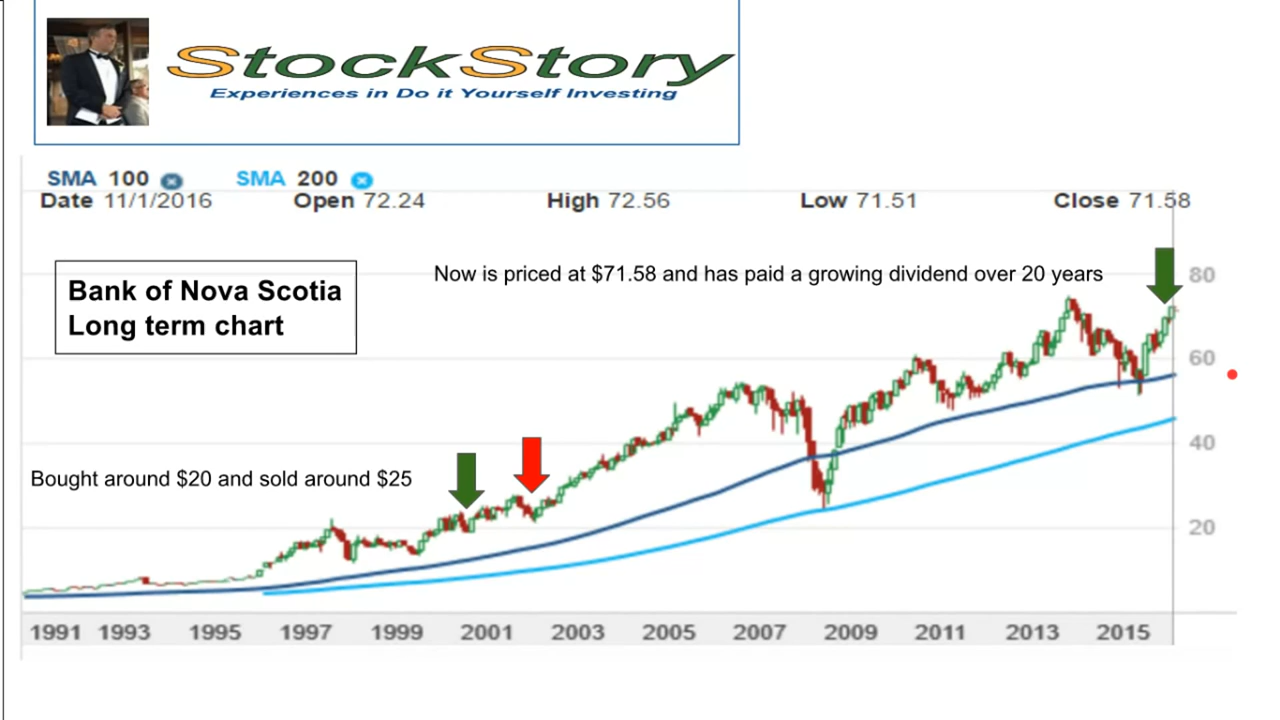 StockStory
Experiences in Do it Yourself Investing
SMA 100 SMA 200
Date 11/1/2016 Open 72.24 High 72.56 Low 71.51 Close 71.58
Now is priced at $71.58 and has paid a growing dividend over 20 years
80
Bank of Nova Scotia
Long term chart
60
40
Bought around $20 and sold around $25
20
1991 1993 1995 1997 1999 2001 2003 2005 2007 2009 2011 2013 2015